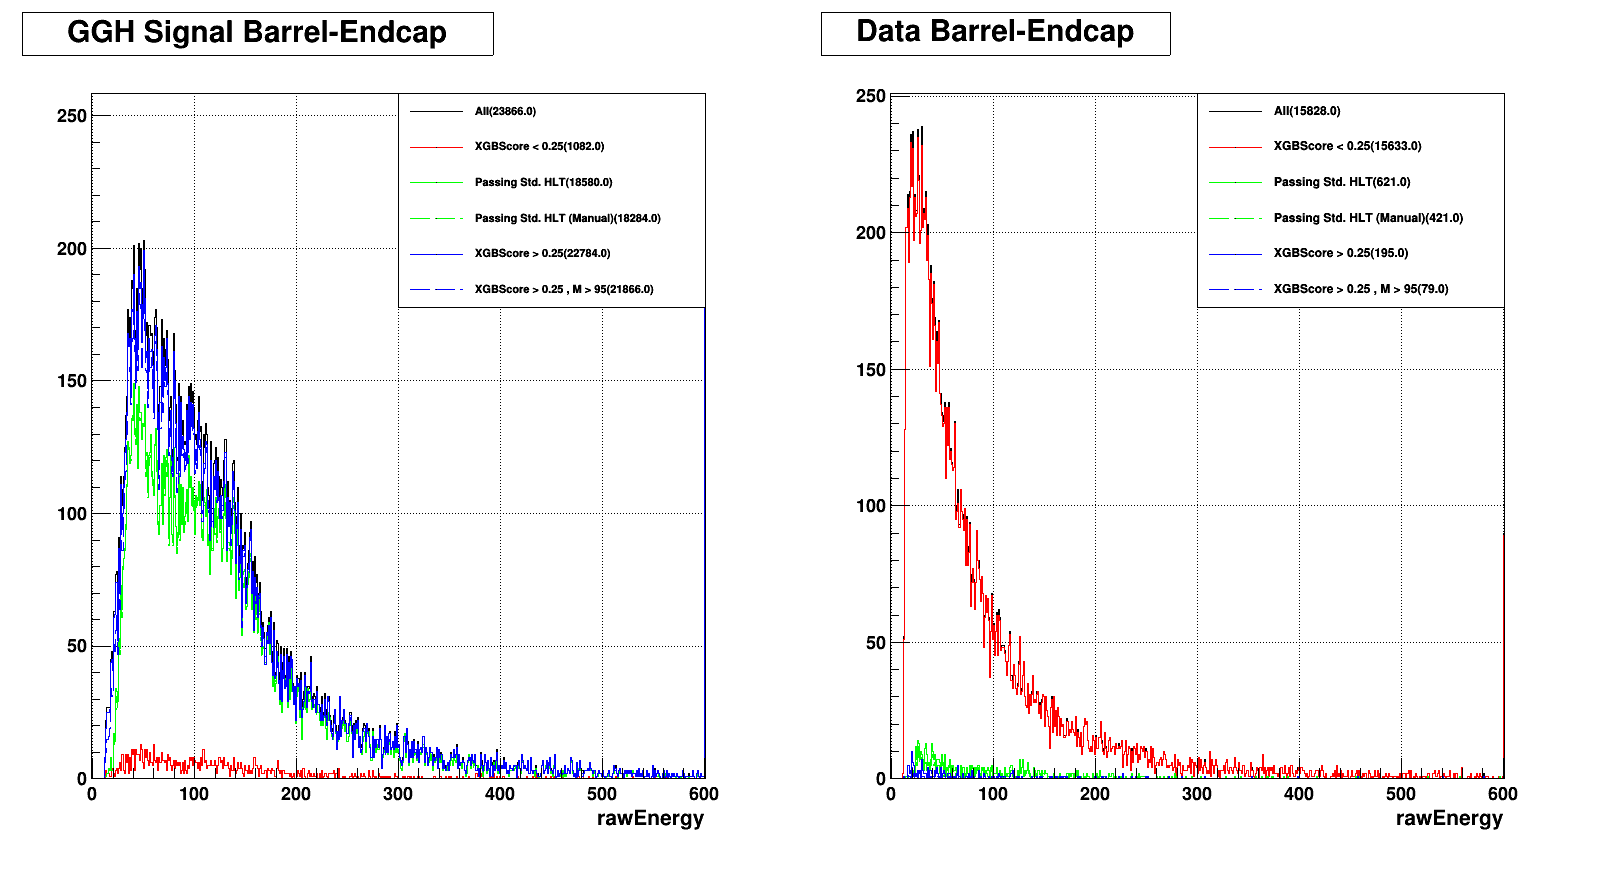 GGH Signal Barrel-Endcap
250
200
150
100
50
0
0 100 200 300 400 500 600
rawEnergy
All(23866.0)
XGBScore < 0.25(1082.0)
Passing Std. HLT(18580.0)
Passing Std. HLT (Manual)(18284.0)
XGBScore > 0.25(22784.0)
XGBScore > 0.25 , M > 95(21866.0)
Data Barrel-Endcap
250
200
150
100
50
0
0 100 200 300 400 500 600
rawEnergy
All(15828.0)
XGBScore < 0.25(15633.0)
Passing Std. HLT(621.0)
Passing Std. HLT (Manual)(421.0)
XGBScore > 0.25(195.0)
XGBScore > 0.25 , M > 95(79.0)